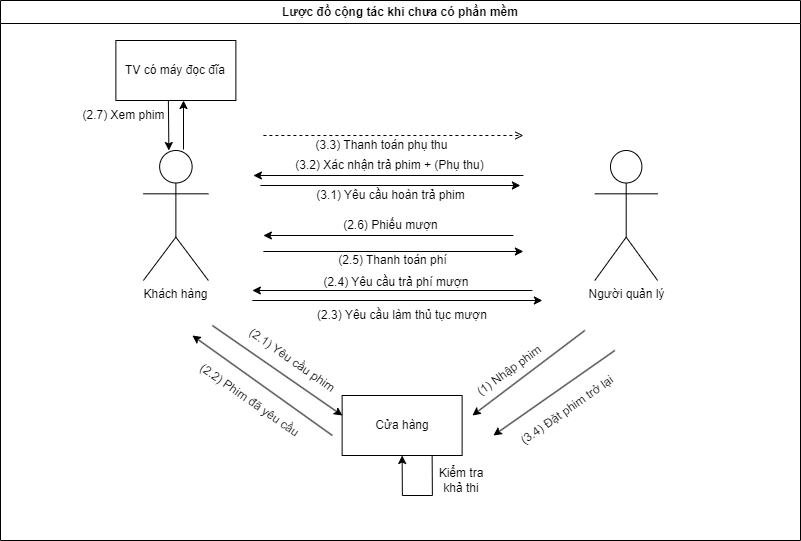 Lược đồ cộng tác khi chưa có phần mềm
TV có máy đọc đĩa
(2.7) Xem phim
(3.3) Thanh toán phụ thu
(3.2) Xác nhận trả phim + (Phụ thu)
(3.1) Yêu cầu hoàn trả phim
(2.6) Phiếu mượn
(2.5) Thanh toán phí
(2.4) Yêu cầu trả phí mượn
Khách hàng
Người quản lý
(2.3) Yêu cầu làm thủ tục mượn
(2.1) Yêu cầu phim
(2.2) Phim đã yêu cầu
(1) Nhập phim
(3.4) Đặt phim trở lại
Cửa hàng
Kiểm tra
khả thi